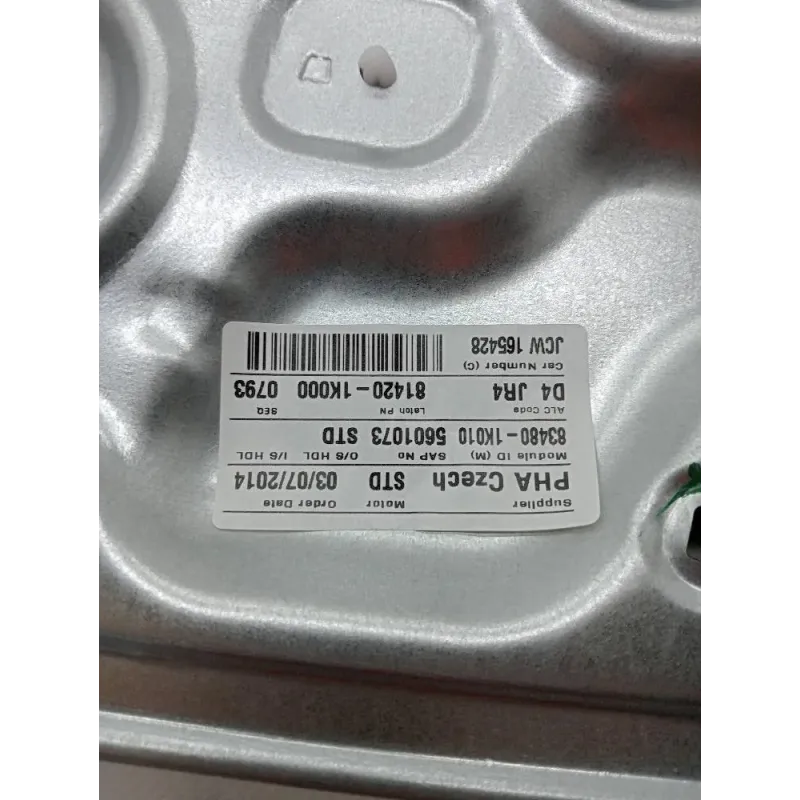 Supplier Motor Order Date
PHA Czech STD 03/07/2014
Module ID (M) SAP No O/S HDL I/S HDL
83480-1K010 5601073 STD
ALC Code Latch PN SEQ
D4 JR4 81420-1K000 0793
Car Number (C)
JCW 165428